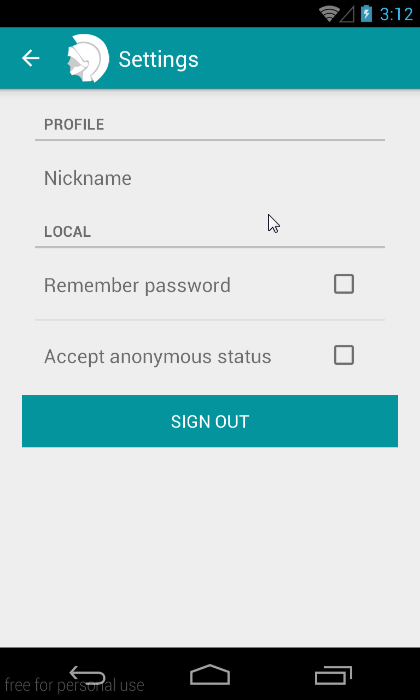 3:12
Settings
PROFILE
Nickname
LOCAL
Remember password
Accept anonymous status
SIGN OUT
free for personal use